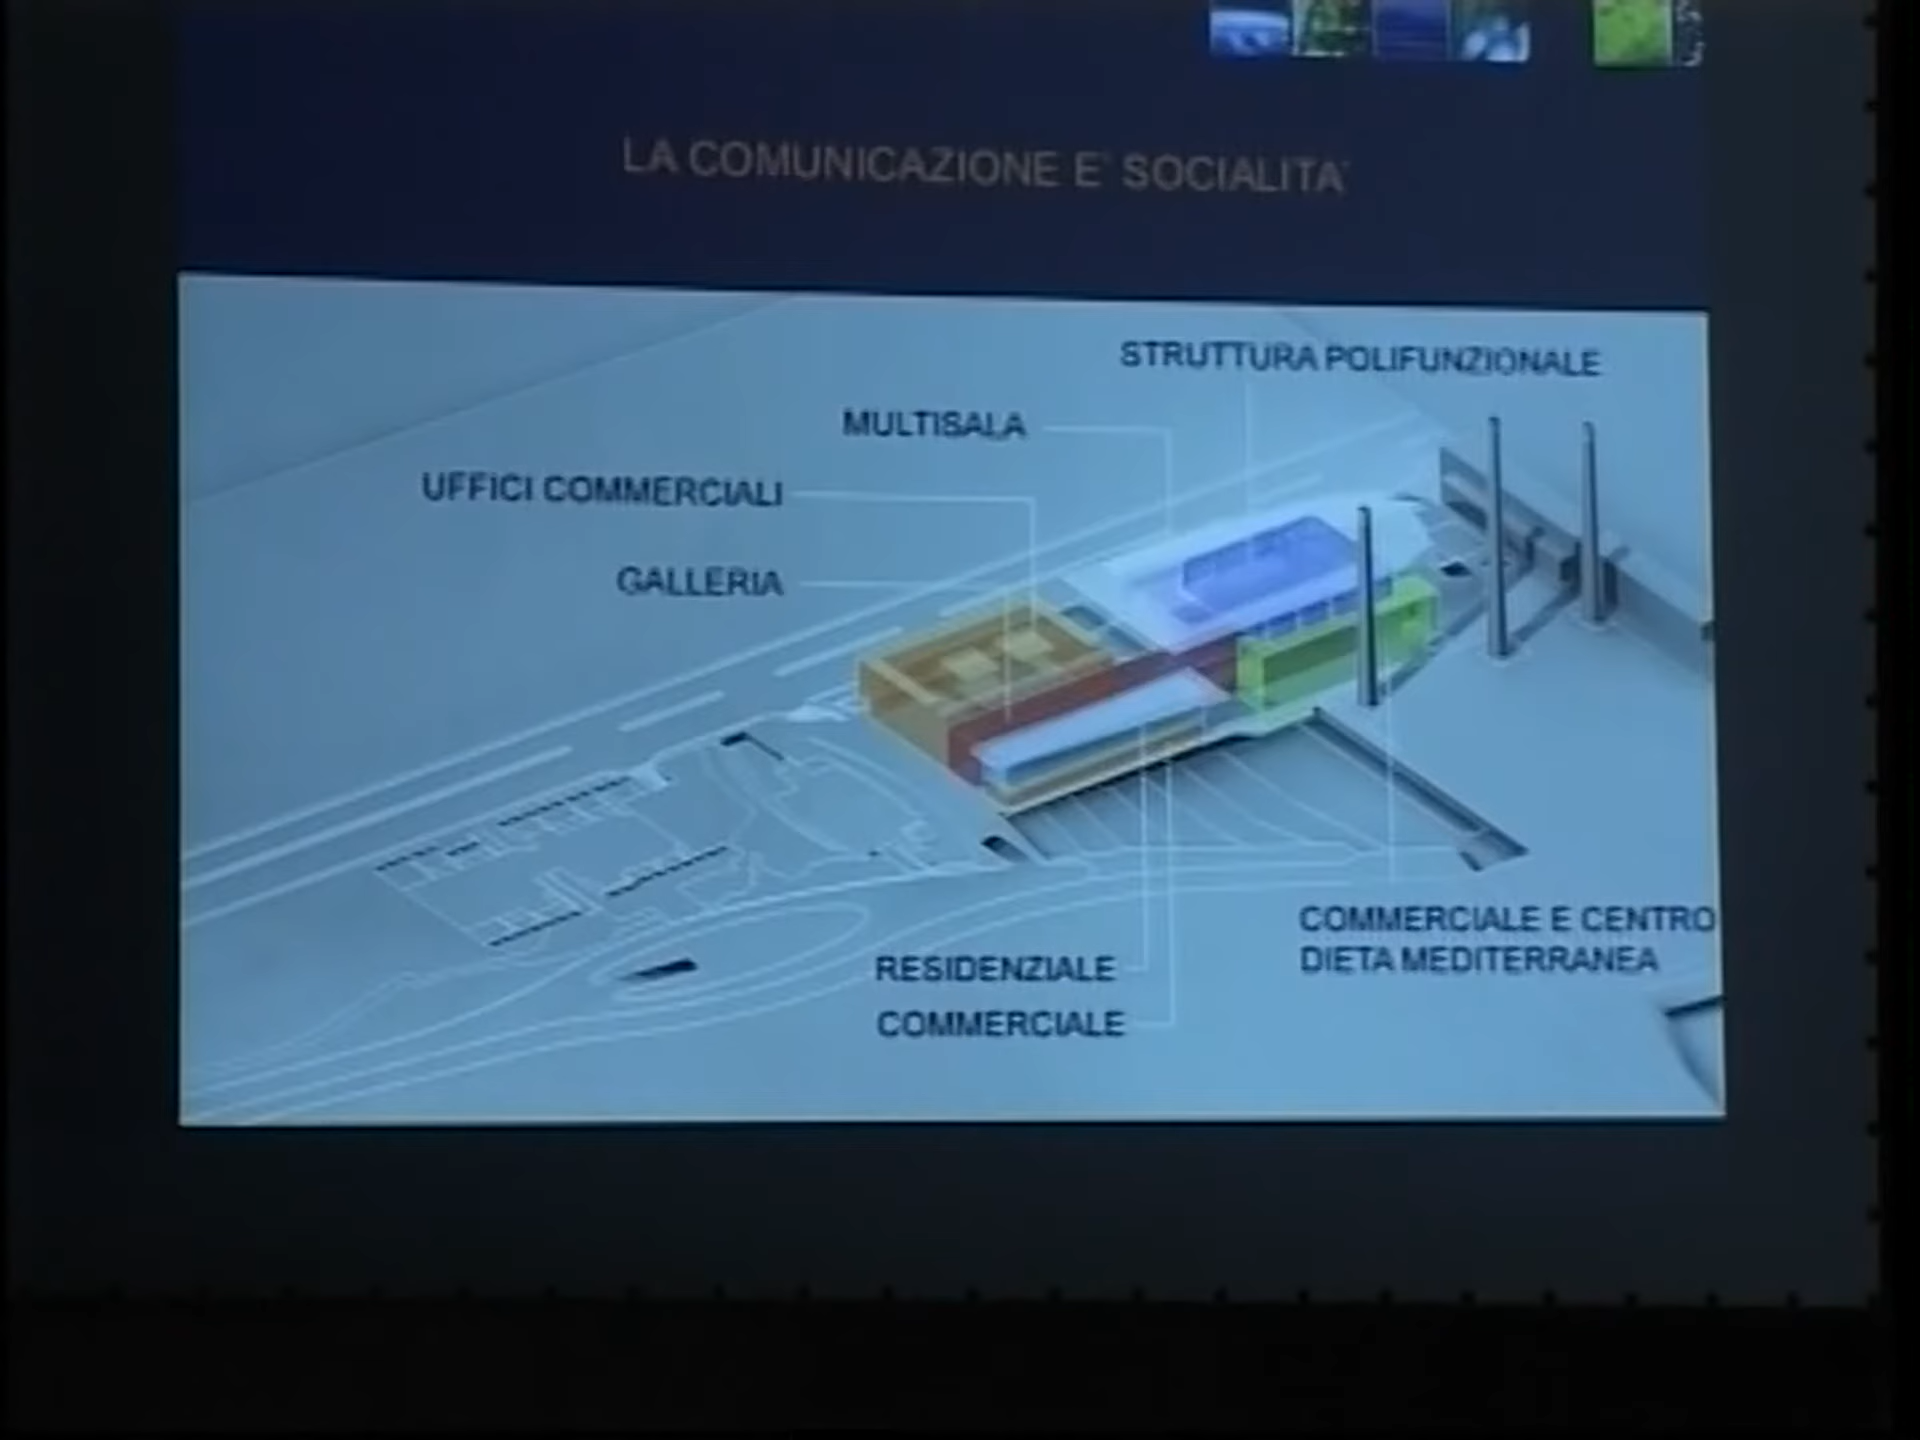 LA COMUNICAZIONE E' SOCIALITA'
STRUTTURA POLIFUNZIONALE
MULTISALA
UFFICI COMMERCIALI
GALLERIA
COMMERCIALE E CENTRO
DIETA MEDITERRANEA
RESIDENZIALE
COMMERCIALE